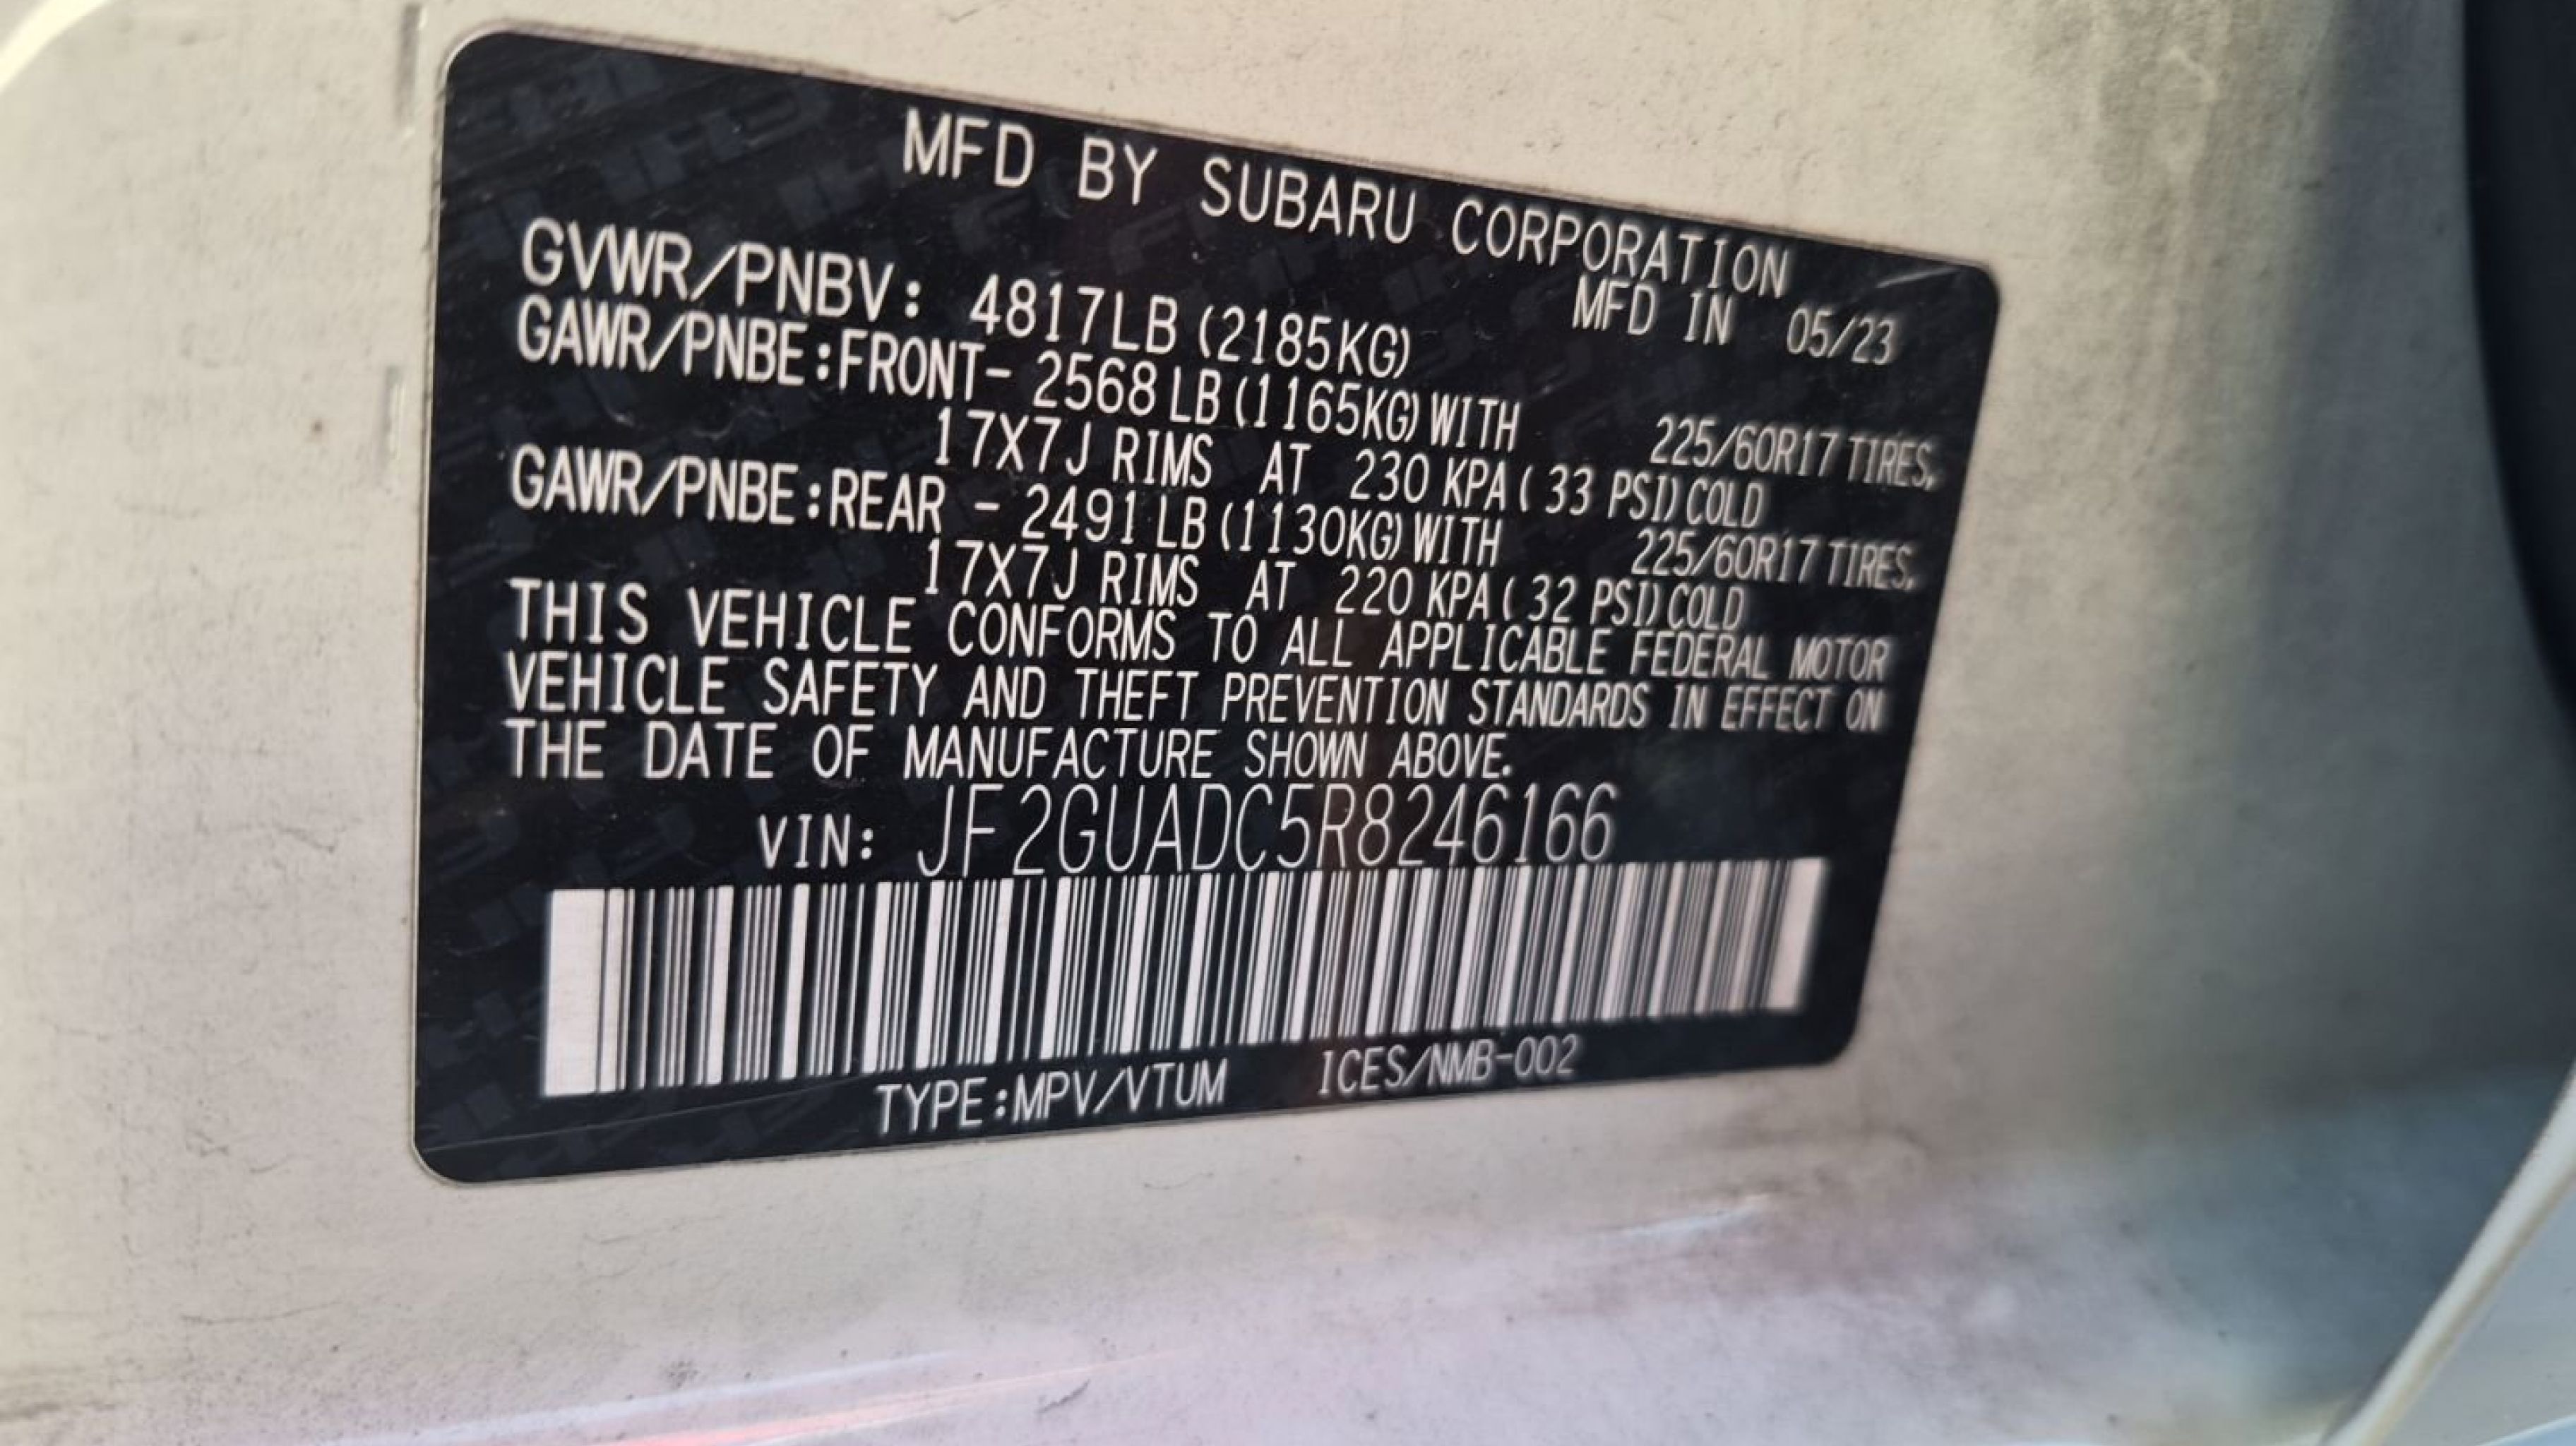 MFD BY SUBARU CORPORATION
GVWR/PNBV: 4817LB (2185KG) MFD IN 05/23
GAWR/PNBE:FRONT- 2568 LB (1165KG) WITH 225/60R17 TIRES,
17X7J RIMS AT 230 KPA ( 33 PSI) COLD
GAWR/PNBE:REAR - 2491 LB (1130KG) WITH 225/60R17 TIRES,
17X7J RIMS AT 220 KPA ( 32 PSI) COLD
THIS VEHICLE CONFORMS TO ALL APPLICABLE FEDERAL MOTOR
VEHICLE SAFETY AND THEFT PREVENTION STANDARDS IN EFFECT ON
THE DATE OF MANUFACTURE SHOWN ABOVE.
VIN: JF2GUADC5R8246166
TYPE:MPV/VTUM ICES/NMB-002